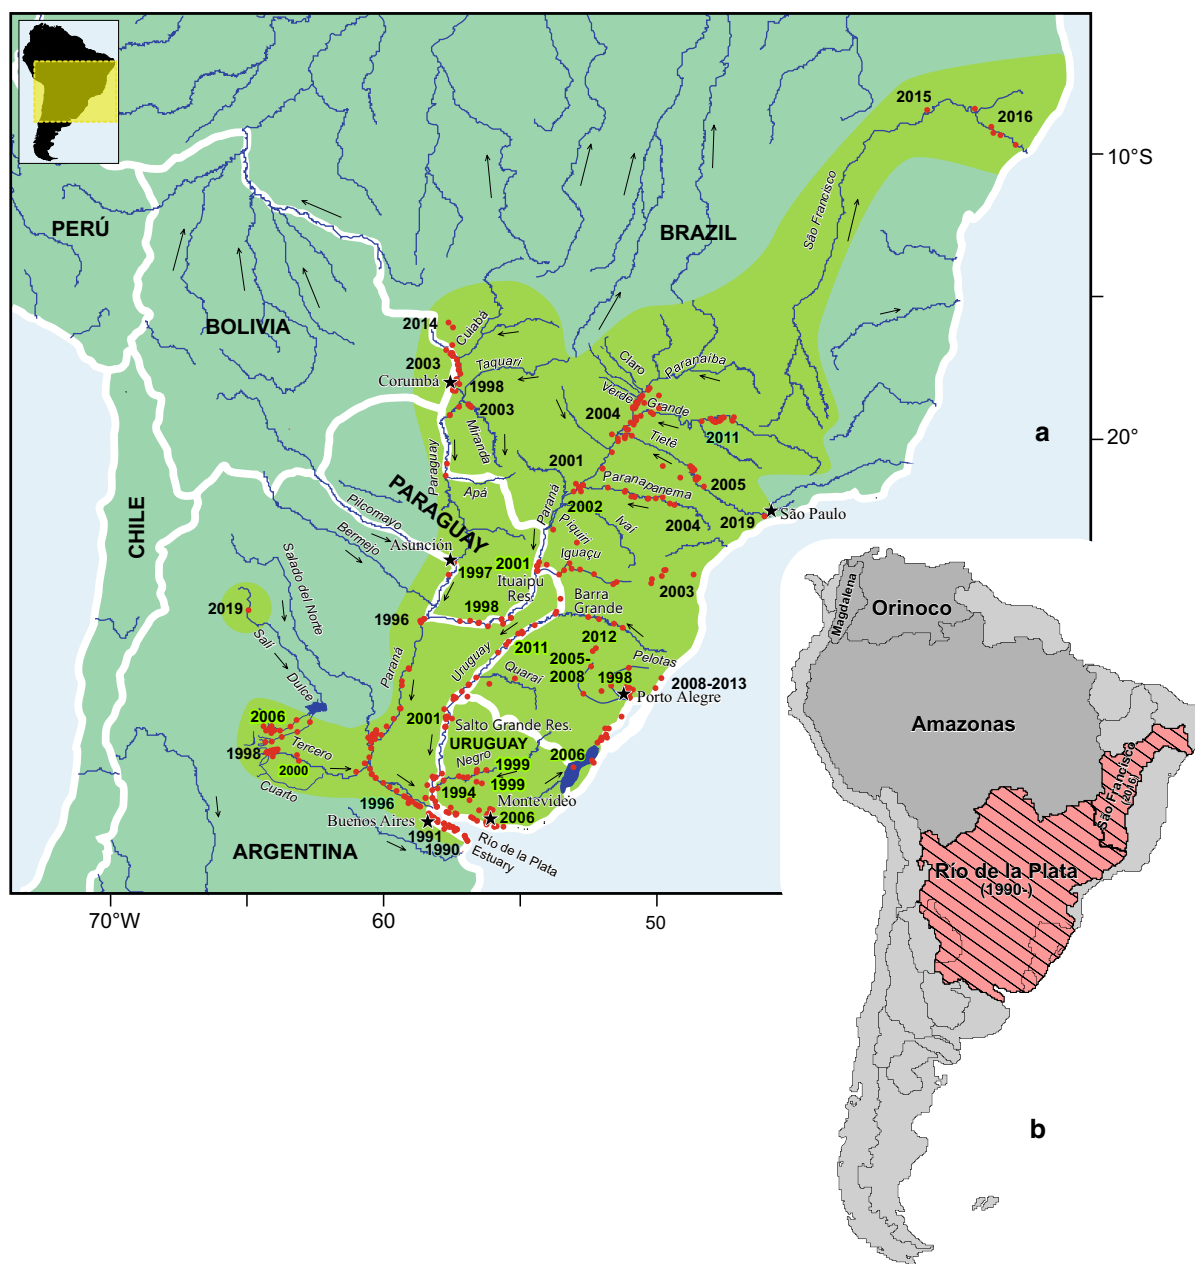 2015
2016
10°S
São Francisco
PERÚ
BRAZIL
BOLIVIA
2014
Cuiabá
2003
Corumbá
Taquari
1998
2003
Claro
Paranaíba
Verde
Grande
2004
2011
a
20°
Tietê
Miranda
Paraguay
Apá
2001
Paranapanema
2005
2002
2004
2019
São Paulo
CHILE
PARAGUAY
Pilcomayo
Bermejo
Asunción
1997
Paraná
Piquiri
Ivaí
Iguaçu
2001
Ituaipu
Res.
2003
Salado del Norte
2019
Salí
Dulce
1996
1998
Barra
Grande
2012
2011
2005-
2008
Pelotas
1998
2008-2013
Porto Alegre
Paraná
Uruguay
Quaraí
2001
Salto Grande Res.
URUGUAY
2006
2006
1998
Tercero
2000
Cuarto
Negro
1999
1999
1994
Montevideo
2006
1996
Buenos Aires
1991
1990
Río de la Plata
Estuary
ARGENTINA
70°W
60
50
Magdalena
Orinoco
Amazonas
São Francisco
(2016)
Río de la Plata
(1990-)
b